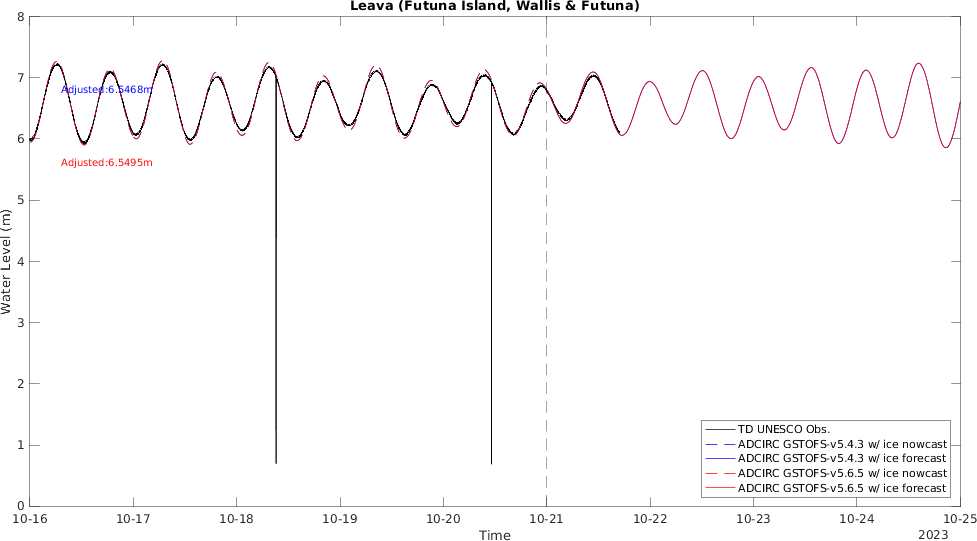 Leava (Futuna Island, Wallis & Futuna)
8
7
6
5
4
3
2
1
0
Water Level (m)
Adjusted:6.5468m
Adjusted:6.5495m
TD UNESCO Obs.
ADCIRC GSTOFS-v5.4.3 w/ ice nowcast
ADCIRC GSTOFS-v5.4.3 w/ ice forecast
ADCIRC GSTOFS-v5.6.5 w/ ice nowcast
ADCIRC GSTOFS-v5.6.5 w/ ice forecast
10-16 10-17 10-18 10-19 10-20 10-21 10-22 10-23 10-24 10-25
Time
2023